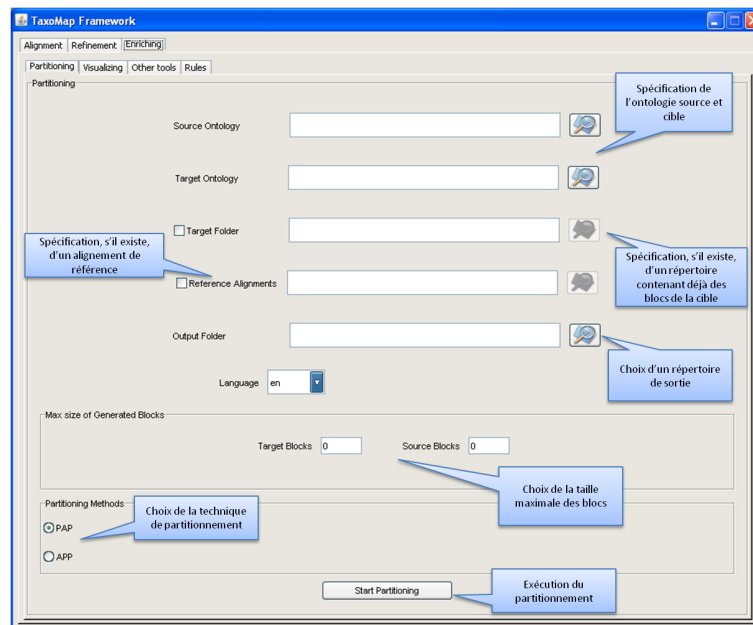 TaxoMap Framework
Alignment Refinement Enriching
Partitioning Visualizing Other tools Rules
Partitioning
Spécification de
l'ontologie source et
cible
Source Ontology
Target Ontology
Target Folder
Spécification, s'il existe,
d'un alignement de
référence
Spécification, s'il existe,
d'un répertoire
contenant déjà des
blocs de la cible
Reference Alignments
Output Folder
Choix d'un répertoire
de sortie
Language en
Max size of Generated Blocks
Target Blocks 0 Source Blocks 0
Choix de la taille
maximale des blocs
Partitioning Methods
Choix de la technique
de partitionnement
PAP
APP
Start Partitioning
Exécution du
partitionnement